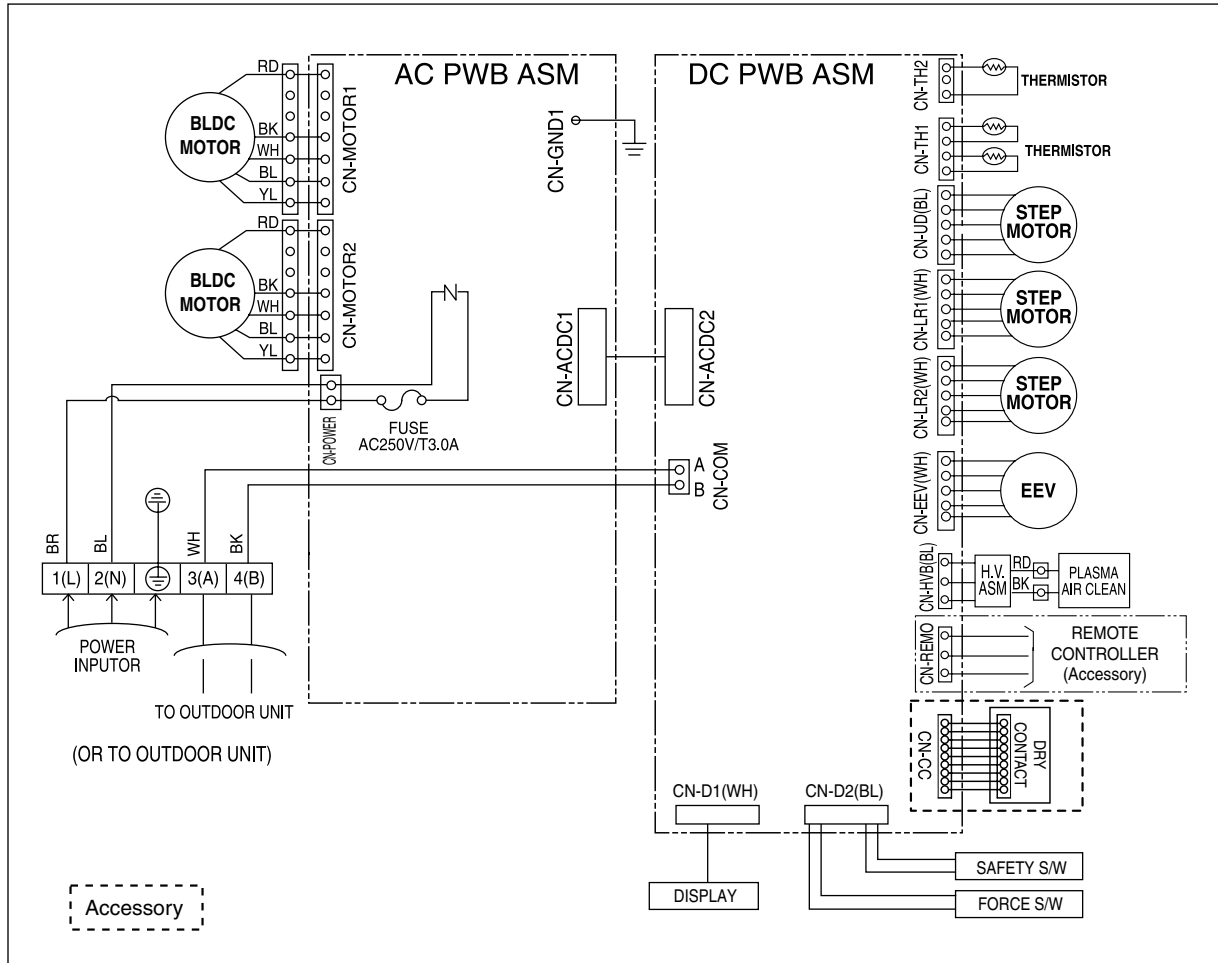 AC PWB ASM
DC PWB ASM
RD
BK
WH
BL
YL
BLDC
MOTOR
CN-MOTOR1
RD
BK
WH
BL
YL
BLDC
MOTOR
CN-MOTOR2
CN-GND1
CN-ACDC1
CN-ACDC2
N
CN-POWER
FUSE
AC250V/T3.0A
CN-COM
A
B
BR
BL
WH
BK
1(L)
2(N)
3(A)
4(B)
POWER
INPUTOR
TO OUTDOOR UNIT
(OR TO OUTDOOR UNIT)
CN-TH2
THERMISTOR
CN-TH1
THERMISTOR
CN-UD(BL)
STEP
MOTOR
CN-LR1(WH)
STEP
MOTOR
CN-LR2(WH)
STEP
MOTOR
CN-EEV(WH)
EEV
CN-HVB(BL)
H.V.
ASM
RD
BK
PLASMA
AIR CLEAN
CN-REMO
REMOTE
CONTROLLER
(Accessory)
CN-CC
DRY
CONTACT
CN-D1(WH)
CN-D2(BL)
DISPLAY
SAFETY S/W
FORCE S/W
Accessory